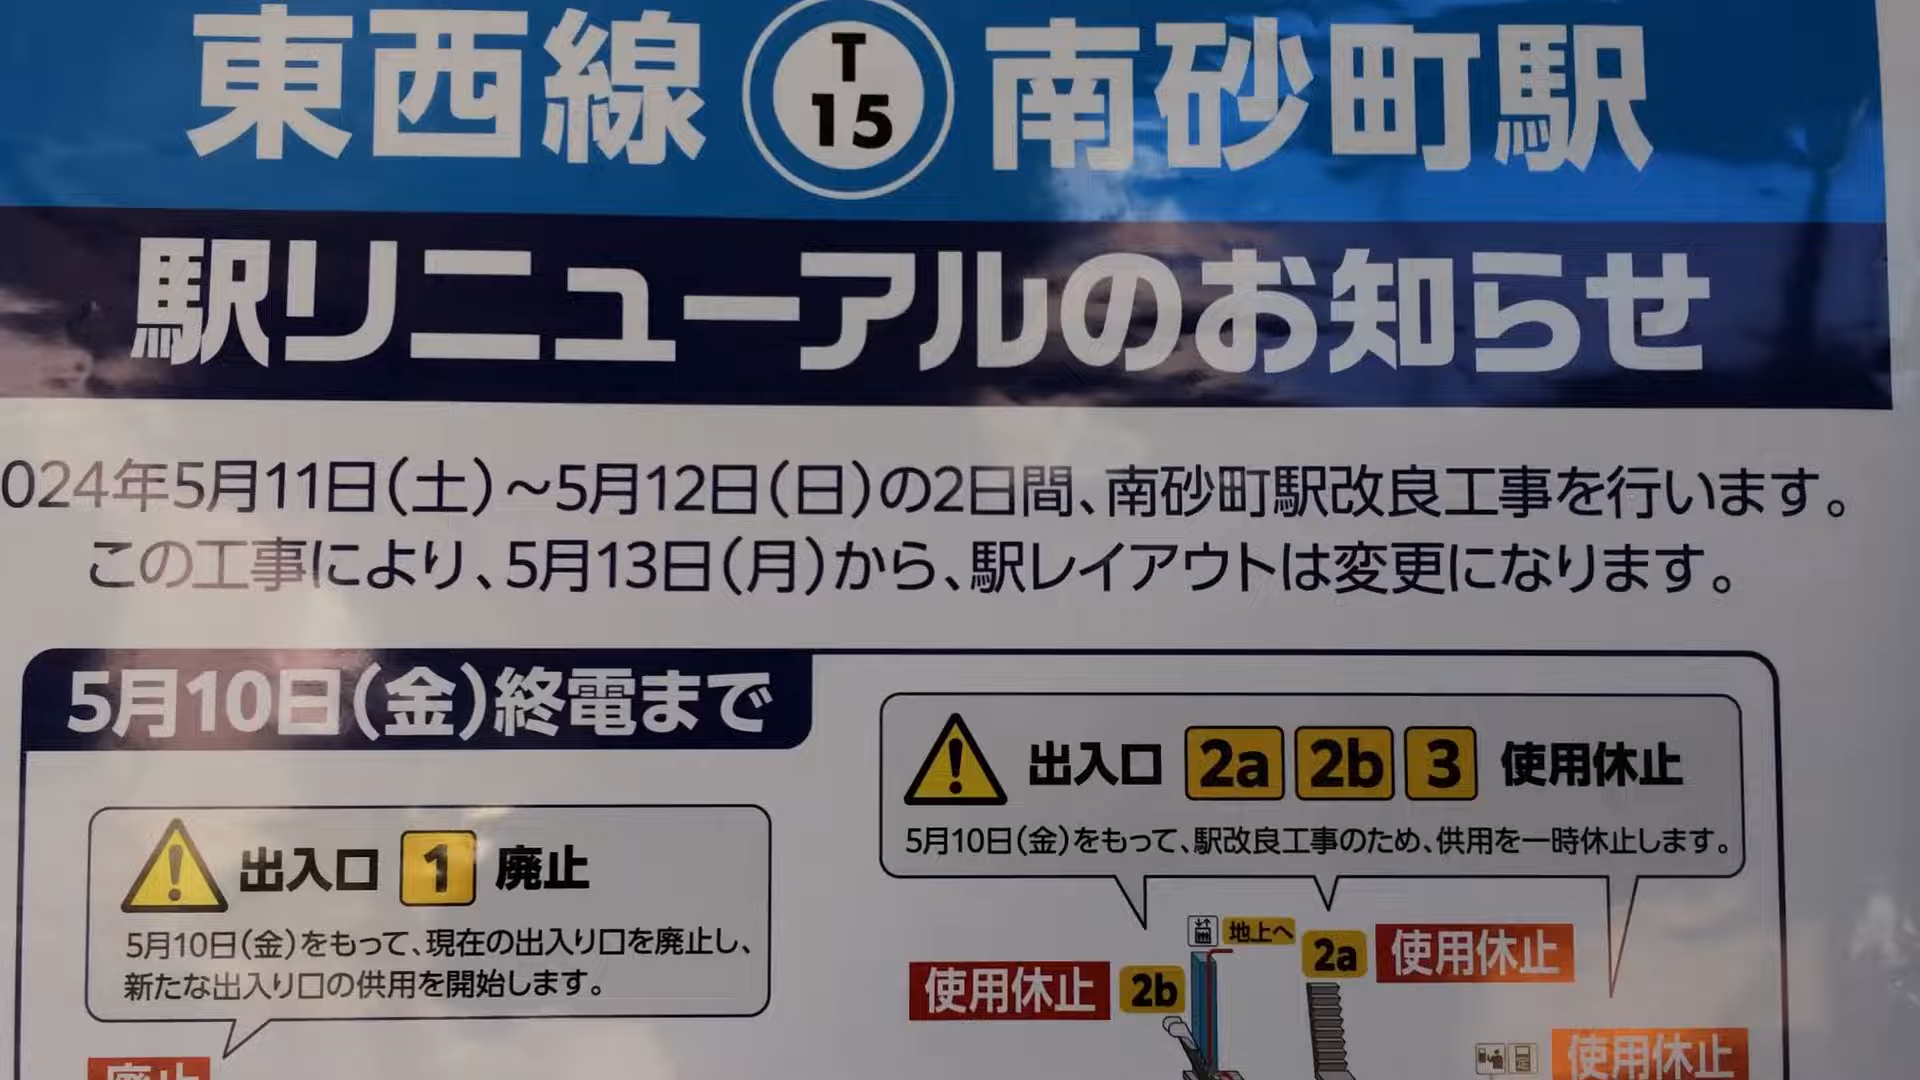 東西線 T 15 南砂町駅
駅リニューアルのお知らせ
024年5月11日(土)～5月12日(日)の2日間、南砂町駅改良工事を行います。
この工事により、5月13日(月)から、駅レイアウトは変更になります。
5月10日(金)終電まで
出入口 2a 2b 3 使用休止
5月10日(金)をもって、駅改良工事のため、供用を一時休止します。
出入口 1 廃止
5月10日(金)をもって、現在の出入り口を廃止し、
新たな出入り口の供用を開始します。
地上へ
2a 使用休止
使用休止 2b
使用休止
廃止